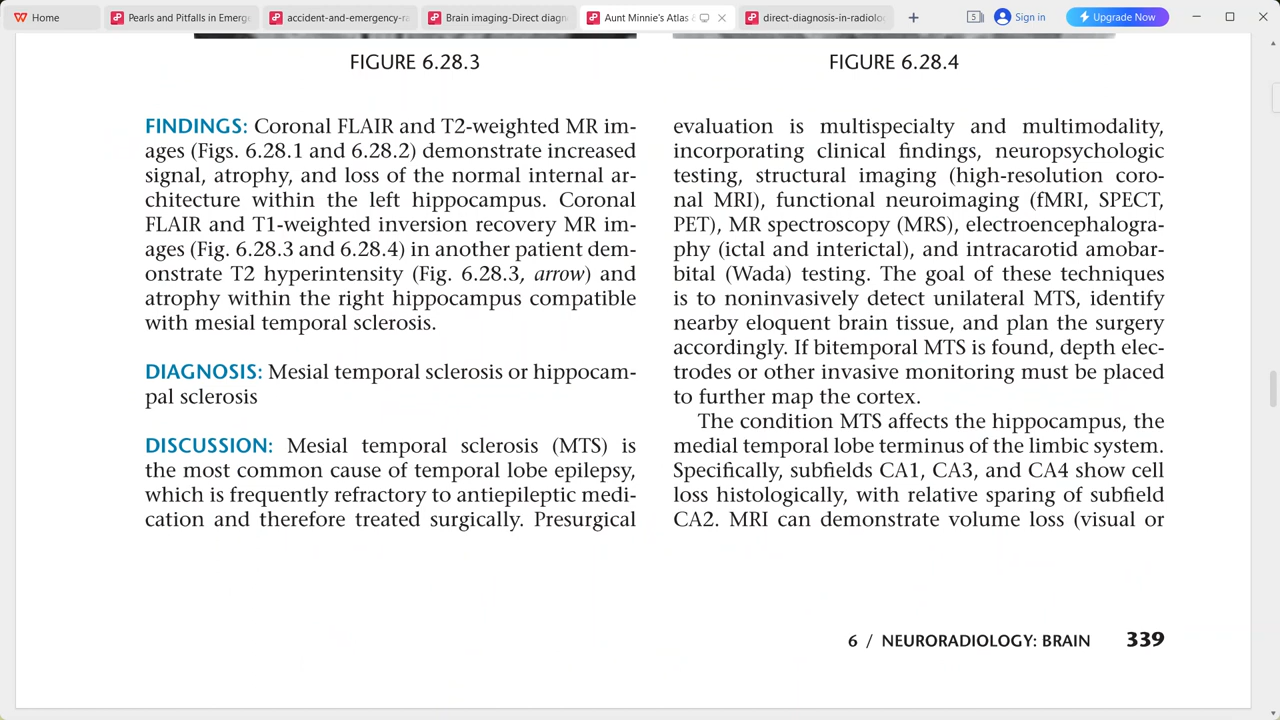 Home
Pearls and Pitfalls in Emerge
accident-and-emergency-ra
Brain imaging-Direct diagn
Aunt Minnie's Atlas
direct-diagnosis-in-radiolo
5
Sign in
Upgrade Now
FIGURE 6.28.3
FIGURE 6.28.4
FINDINGS: Coronal FLAIR and T2-weighted MR im-
ages (Figs. 6.28.1 and 6.28.2) demonstrate increased
signal, atrophy, and loss of the normal internal ar-
chitecture within the left hippocampus. Coronal
FLAIR and T1-weighted inversion recovery MR im-
ages (Fig. 6.28.3 and 6.28.4) in another patient dem-
onstrate T2 hyperintensity (Fig. 6.28.3, arrow) and
atrophy within the right hippocampus compatible
with mesial temporal sclerosis.
DIAGNOSIS: Mesial temporal sclerosis or hippocam-
pal sclerosis
DISCUSSION: Mesial temporal sclerosis (MTS) is
the most common cause of temporal lobe epilepsy,
which is frequently refractory to antiepileptic medi-
cation and therefore treated surgically. Presurgical
evaluation is multispecialty and multimodality,
incorporating clinical findings, neuropsychologic
testing, structural imaging (high-resolution coro-
nal MRI), functional neuroimaging (fMRI, SPECT,
PET), MR spectroscopy (MRS), electroencephalogra-
phy (ictal and interictal), and intracarotid amobar-
bital (Wada) testing. The goal of these techniques
is to noninvasively detect unilateral MTS, identify
nearby eloquent brain tissue, and plan the surgery
accordingly. If bitemporal MTS is found, depth elec-
trodes or other invasive monitoring must be placed
to further map the cortex.
The condition MTS affects the hippocampus, the
medial temporal lobe terminus of the limbic system.
Specifically, subfields CA1, CA3, and CA4 show cell
loss histologically, with relative sparing of subfield
CA2. MRI can demonstrate volume loss (visual or
6 / NEURORADIOLOGY: BRAIN 339